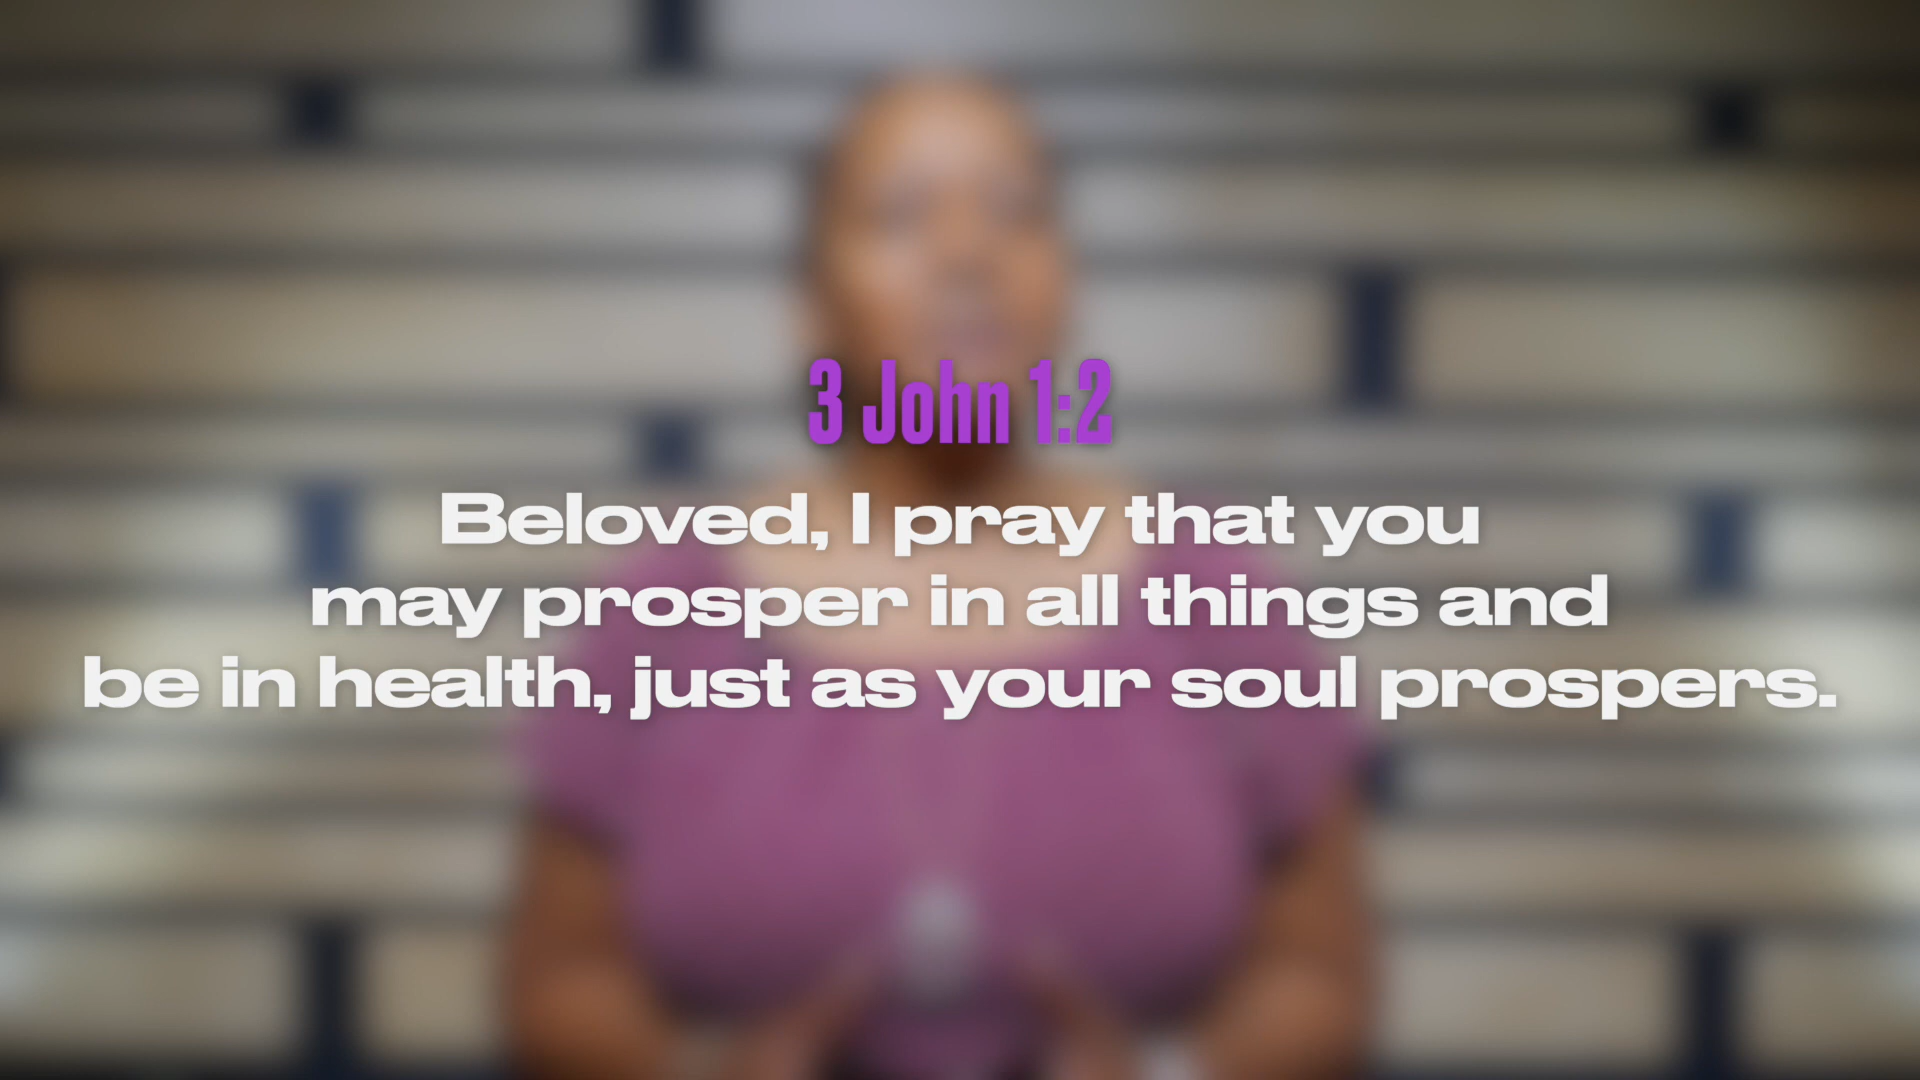 3 John 1:2
Beloved, I pray that you
may prosper in all things and
be in health, just as your soul prospers.